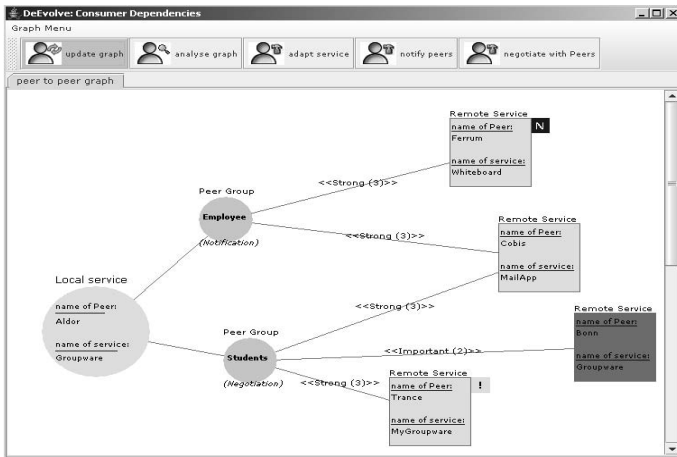 DeEvolve: Consumer Dependencies
Graph Menu
update graph
analyse graph
adapt service
notify peers
negotiate with Peers
peer to peer graph
Remote Service
name of Peer:
N
Ferrum
name of service:
Whiteboard
<<Strong (3)>>
Peer Group
Employee
(Notification)
<<Strong (3)>>
Remote Service
name of Peer:
Cobis
name of service:
MailApp
Local service
name of Peer:
Aldor
name of service:
Groupware
<<Strong (3)>>
Remote Service
name of Peer:
Bonn
name of service:
Groupware
Peer Group
Students
(Negotiation)
<<Important (2)>>
<<Strong (3)>>
Remote Service
name of Peer:
!
Trance
name of service:
MyGroupware